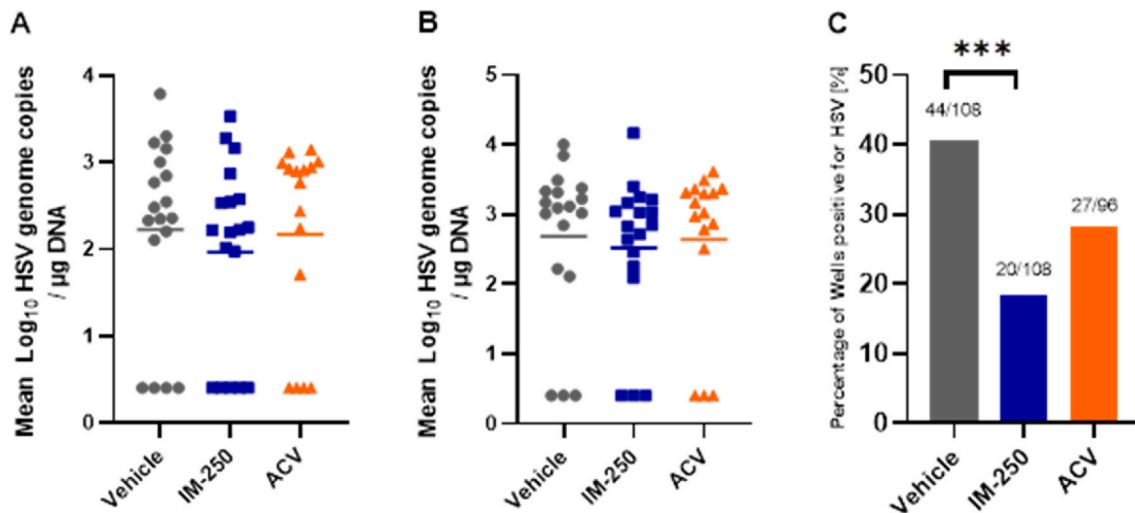 A
Mean Log10 HSV genome copies
/ µg DNA
4
3
2
1
0
Vehicle
IM-250
ACV
B
Mean Log10 HSV genome copies
/ µg DNA
5
4
3
2
1
0
Vehicle
IM-250
ACV
C
Percentage of Wells positive for HSV [%]
50
40
30
20
10
0
***
44/108
20/108
27/96
Vehicle
IM-250
ACV